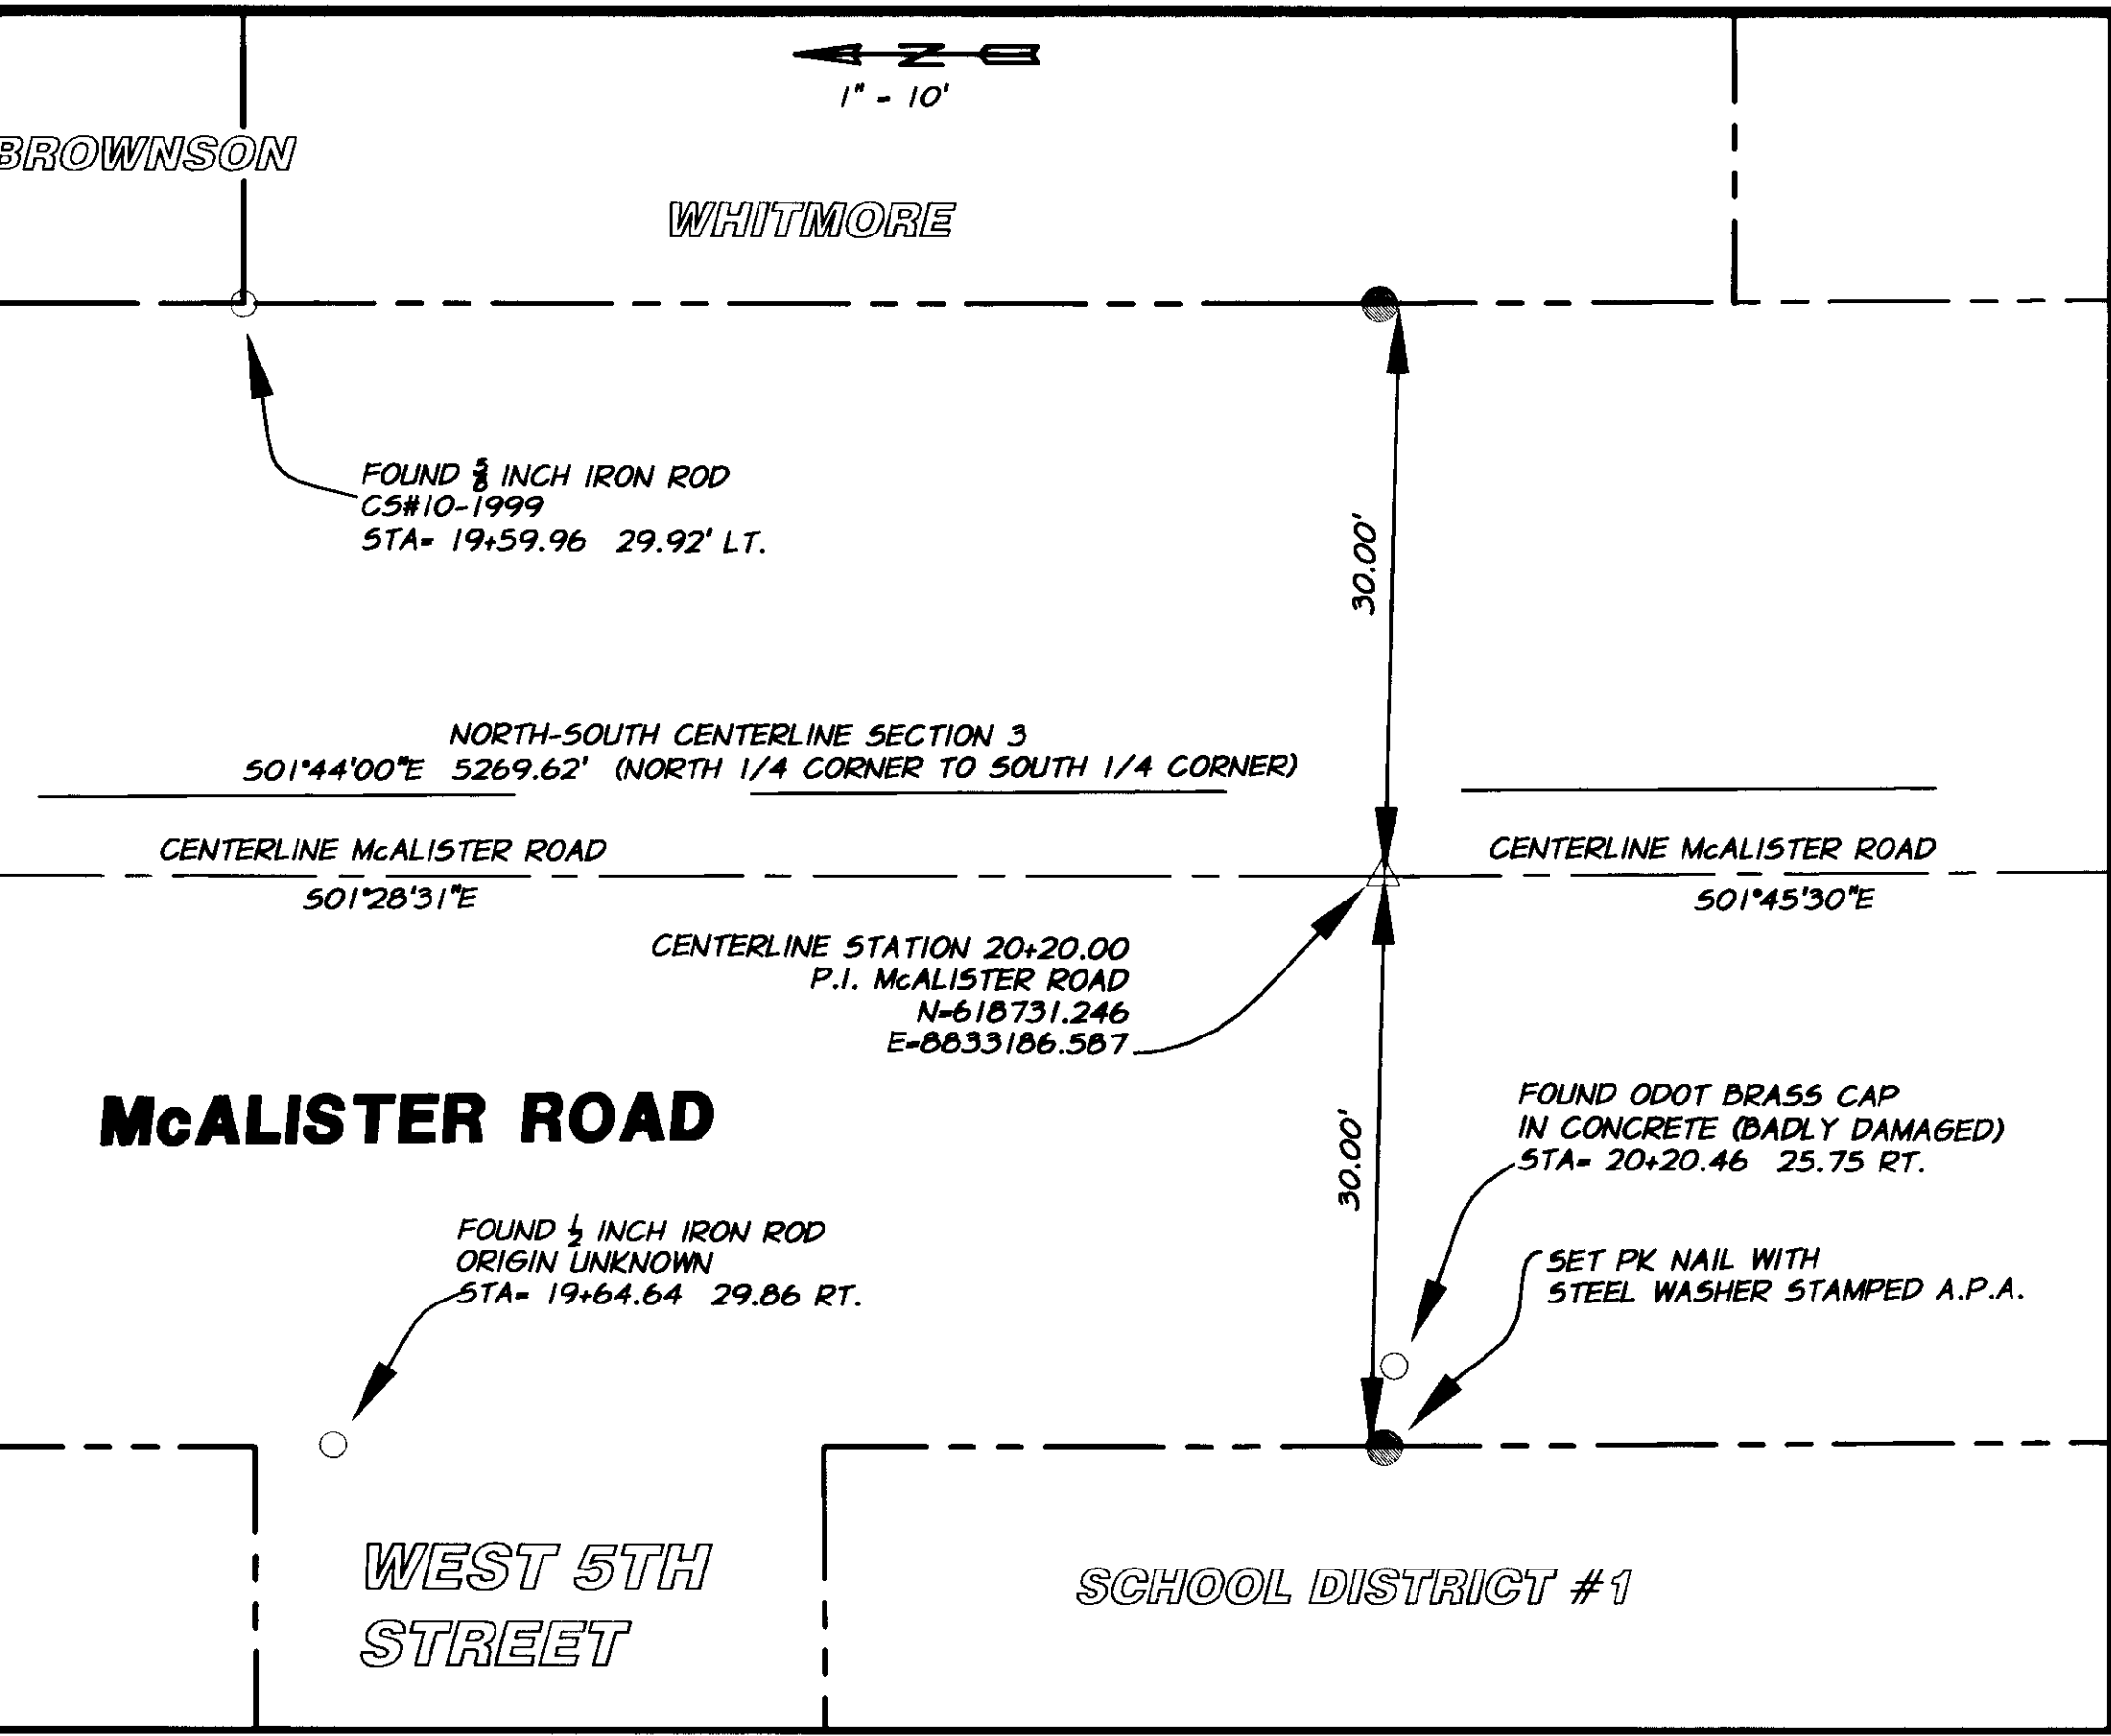 N
1" = 10'
BROWNSON
WHITMORE
FOUND 5/8 INCH IRON ROD
CS#10-1999
STA= 19+59.96 29.92' LT.
30.00'
NORTH-SOUTH CENTERLINE SECTION 3
S01°44'00"E 5269.62' (NORTH 1/4 CORNER TO SOUTH 1/4 CORNER)
CENTERLINE McALISTER ROAD
S01°28'31"E
CENTERLINE McALISTER ROAD
S01°45'30"E
CENTERLINE STATION 20+20.00
P.I. McALISTER ROAD
N=618731.246
E=8833186.587
McALISTER ROAD
30.00'
FOUND ODOT BRASS CAP
IN CONCRETE (BADLY DAMAGED)
STA= 20+20.46 25.75 RT.
FOUND 1/2 INCH IRON ROD
ORIGIN UNKNOWN
STA= 19+64.64 29.86 RT.
SET PK NAIL WITH
STEEL WASHER STAMPED A.P.A.
WEST 5TH
STREET
SCHOOL DISTRICT #1